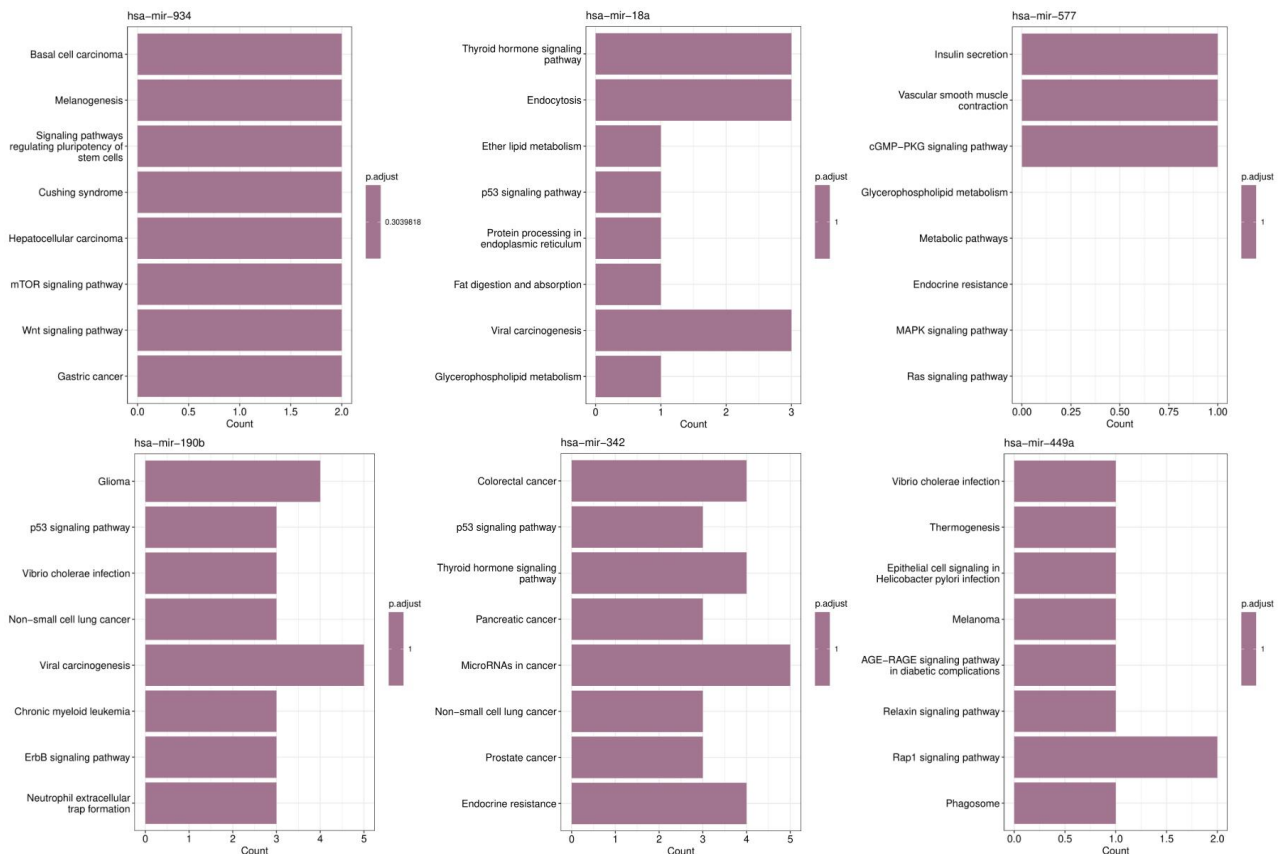 hsa−mir−934
Basal cell carcinoma
Melanogenesis
Signaling pathways
regulating pluripotency of
stem cells
Cushing syndrome
Hepatocellular carcinoma
mTOR signaling pathway
Wnt signaling pathway
Gastric cancer
0.0 0.5 1.0 1.5 2.0
Count
p.adjust
0.3039818
hsa−mir−18a
Thyroid hormone signaling
pathway
Endocytosis
Ether lipid metabolism
p53 signaling pathway
Protein processing in
endoplasmic reticulum
Fat digestion and absorption
Viral carcinogenesis
Glycerophospholipid metabolism
0 1 2 3
Count
p.adjust
1
hsa−mir−577
Insulin secretion
Vascular smooth muscle
contraction
cGMP−PKG signaling pathway
Glycerophospholipid metabolism
Metabolic pathways
Endocrine resistance
MAPK signaling pathway
Ras signaling pathway
0.00 0.25 0.50 0.75 1.00
Count
p.adjust
1
hsa−mir−190b
Glioma
p53 signaling pathway
Vibrio cholerae infection
Non−small cell lung cancer
Viral carcinogenesis
Chronic myeloid leukemia
ErbB signaling pathway
Neutrophil extracellular
trap formation
0 1 2 3 4 5
Count
p.adjust
1
hsa−mir−342
Colorectal cancer
p53 signaling pathway
Thyroid hormone signaling
pathway
Pancreatic cancer
MicroRNAs in cancer
Non−small cell lung cancer
Prostate cancer
Endocrine resistance
0 1 2 3 4 5
Count
p.adjust
1
hsa−mir−449a
Vibrio cholerae infection
Thermogenesis
Epithelial cell signaling in
Helicobacter pylori infection
Melanoma
AGE−RAGE signaling pathway
in diabetic complications
Relaxin signaling pathway
Rap1 signaling pathway
Phagosome
0.0 0.5 1.0 1.5 2.0
Count
p.adjust
1